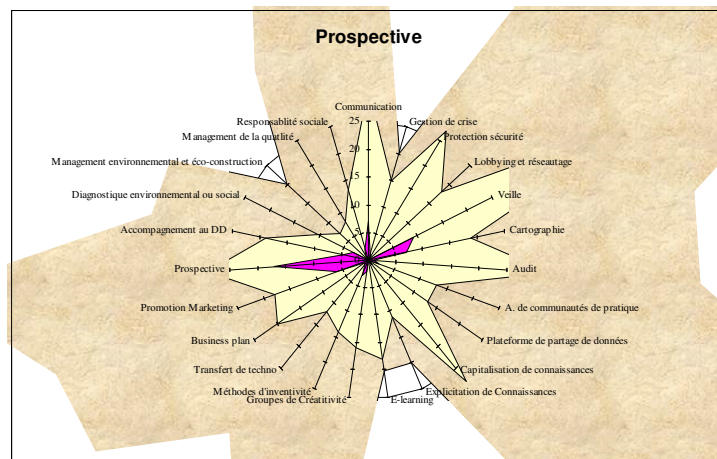 Prospective
Communication
Responsablité sociale
25
Gestion de crise
Management de la quatlité
Protection sécurité
20
Management environnemental et éco-construction
Lobbying et réseautage
15
Diagnostique environnemental ou social
Veille
10
Accompagnement au DD
5
Cartographie
Prospective
Audit
Promotion Marketing
A. de communautés de pratique
Business plan
Plateforme de partage de données
Transfert de techno
Capitalisation de connaissances
Méthodes d'inventivité
Explicitation de Connaissances
Groupes de Créatitivité
E-learning